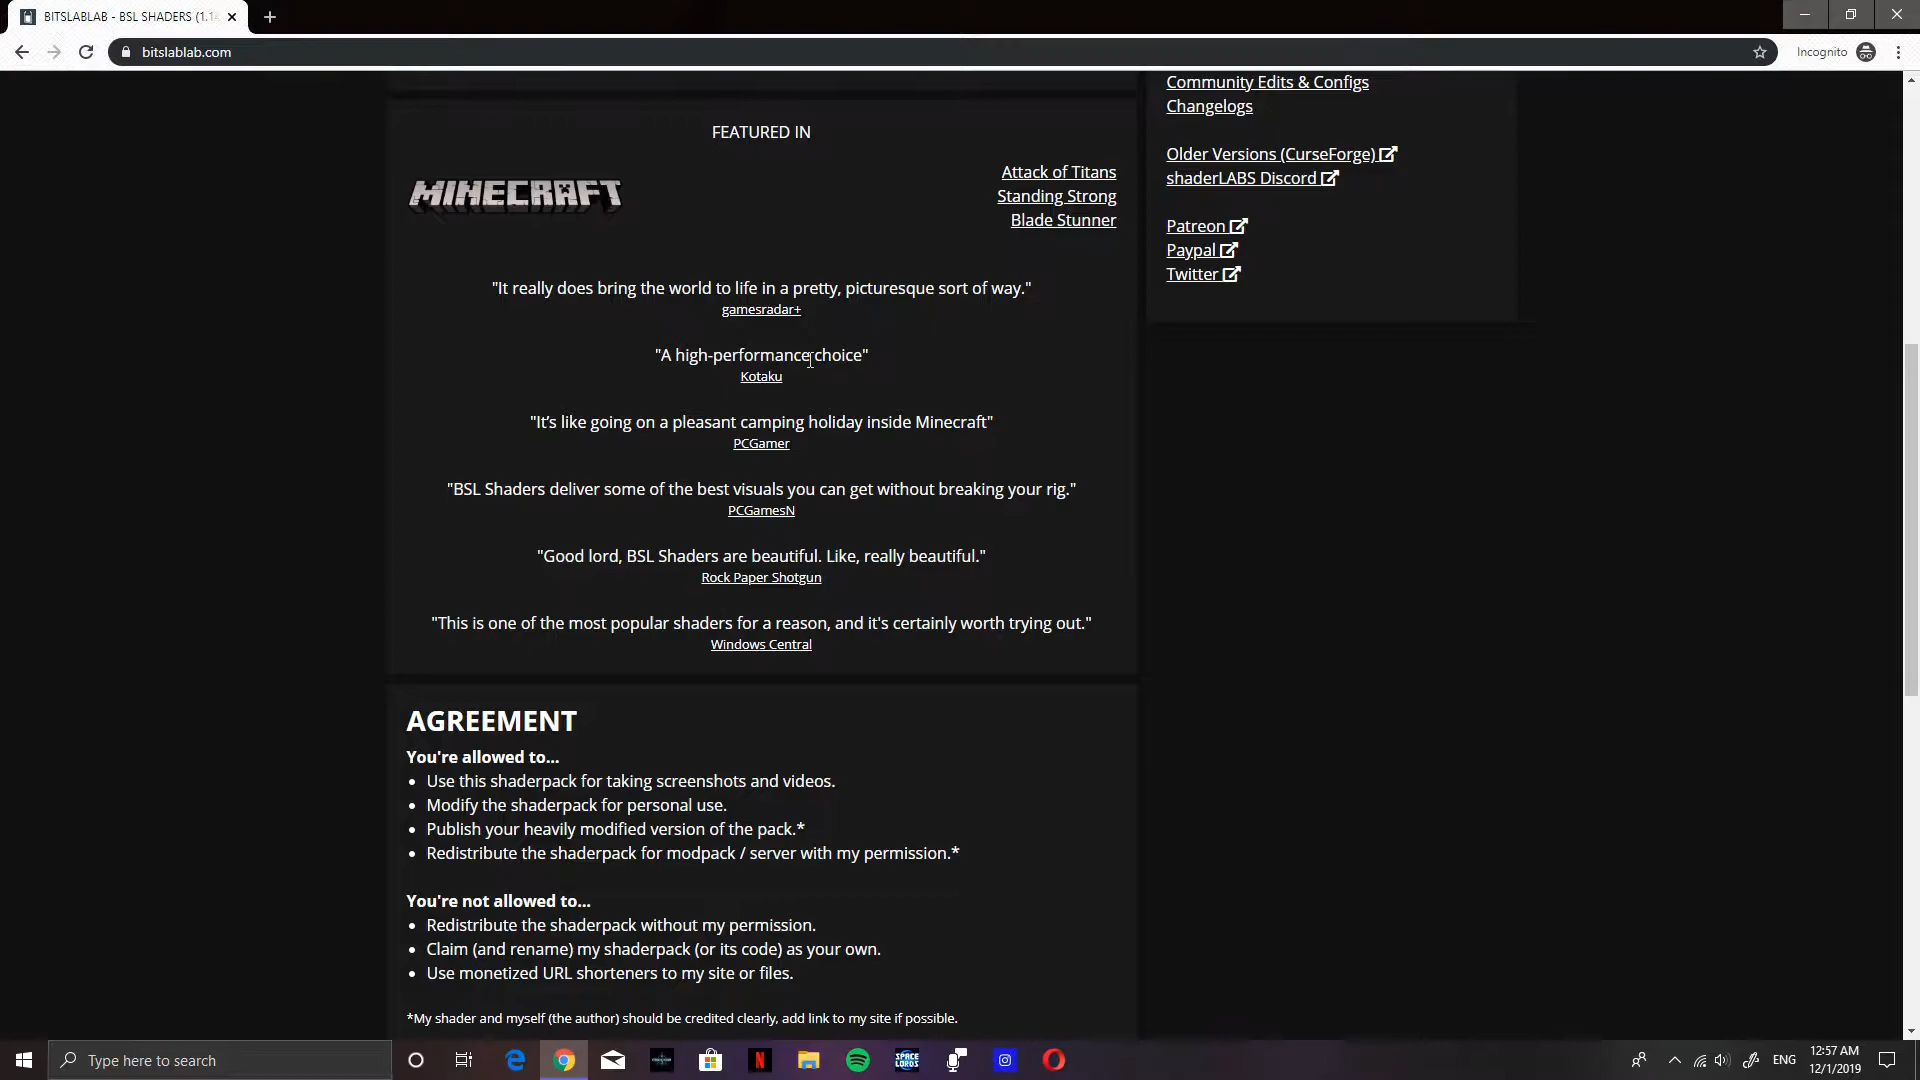 BITSLABLAB - BSL SHADERS (1.14
bitslablab.com
Incognito
Community Edits & Configs
Changelogs
Older Versions (CurseForge)
shaderLABS Discord
Patreon
Paypal
Twitter
FEATURED IN
MINECRAFT
Attack of Titans
Standing Strong
Blade Stunner
"It really does bring the world to life in a pretty, picturesque sort of way."
gamesradar+
"A high-performance choice"
Kotaku
"It's like going on a pleasant camping holiday inside Minecraft"
PCGamer
"BSL Shaders deliver some of the best visuals you can get without breaking your rig."
PCGamesN
"Good lord, BSL Shaders are beautiful. Like, really beautiful."
Rock Paper Shotgun
"This is one of the most popular shaders for a reason, and it's certainly worth trying out."
Windows Central
AGREEMENT
You're allowed to...
• Use this shaderpack for taking screenshots and videos.
• Modify the shaderpack for personal use.
• Publish your heavily modified version of the pack.*
• Redistribute the shaderpack for modpack / server with my permission.*
You're not allowed to...
• Redistribute the shaderpack without my permission.
• Claim (and rename) my shaderpack (or its code) as your own.
• Use monetized URL shorteners to my site or files.
*My shader and myself (the author) should be credited clearly, add link to my site if possible.
Type here to search
SPACE LORDS
ENG
12:57 AM
12/1/2019